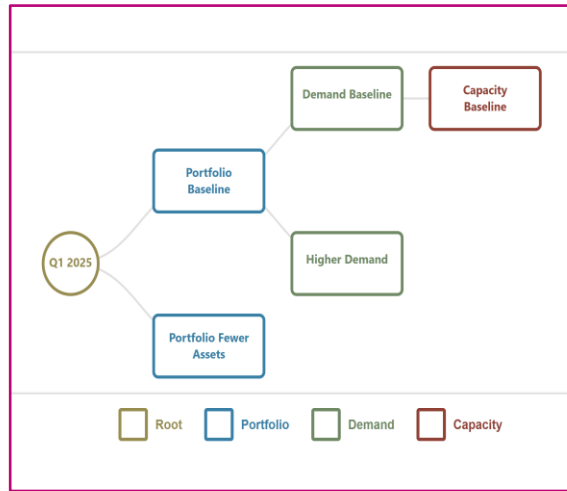 Demand Baseline
Capacity
Baseline
Portfolio
Baseline
Q1 2025
Higher Demand
Portfolio Fewer
Assets
Root
Portfolio
Demand
Capacity